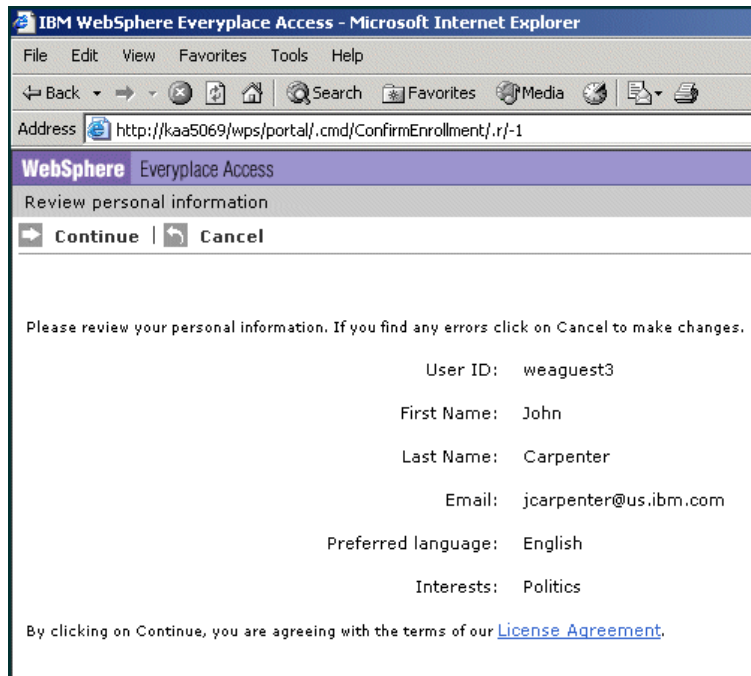 IBM WebSphere Everyplace Access - Microsoft Internet Explorer
File Edit View Favorites Tools Help
Back Search Favorites Media
Address http://kaa5069/wps/portal/.cmd/ConfirmEnrollment/.r/-1
WebSphere Everyplace Access
Review personal information
Continue | Cancel
Please review your personal information. If you find any errors click on Cancel to make changes.
User ID: weaguest3
First Name: John
Last Name: Carpenter
Email: jcarpenter@us.ibm.com
Preferred language: English
Interests: Politics
By clicking on Continue, you are agreeing with the terms of our License Agreement.